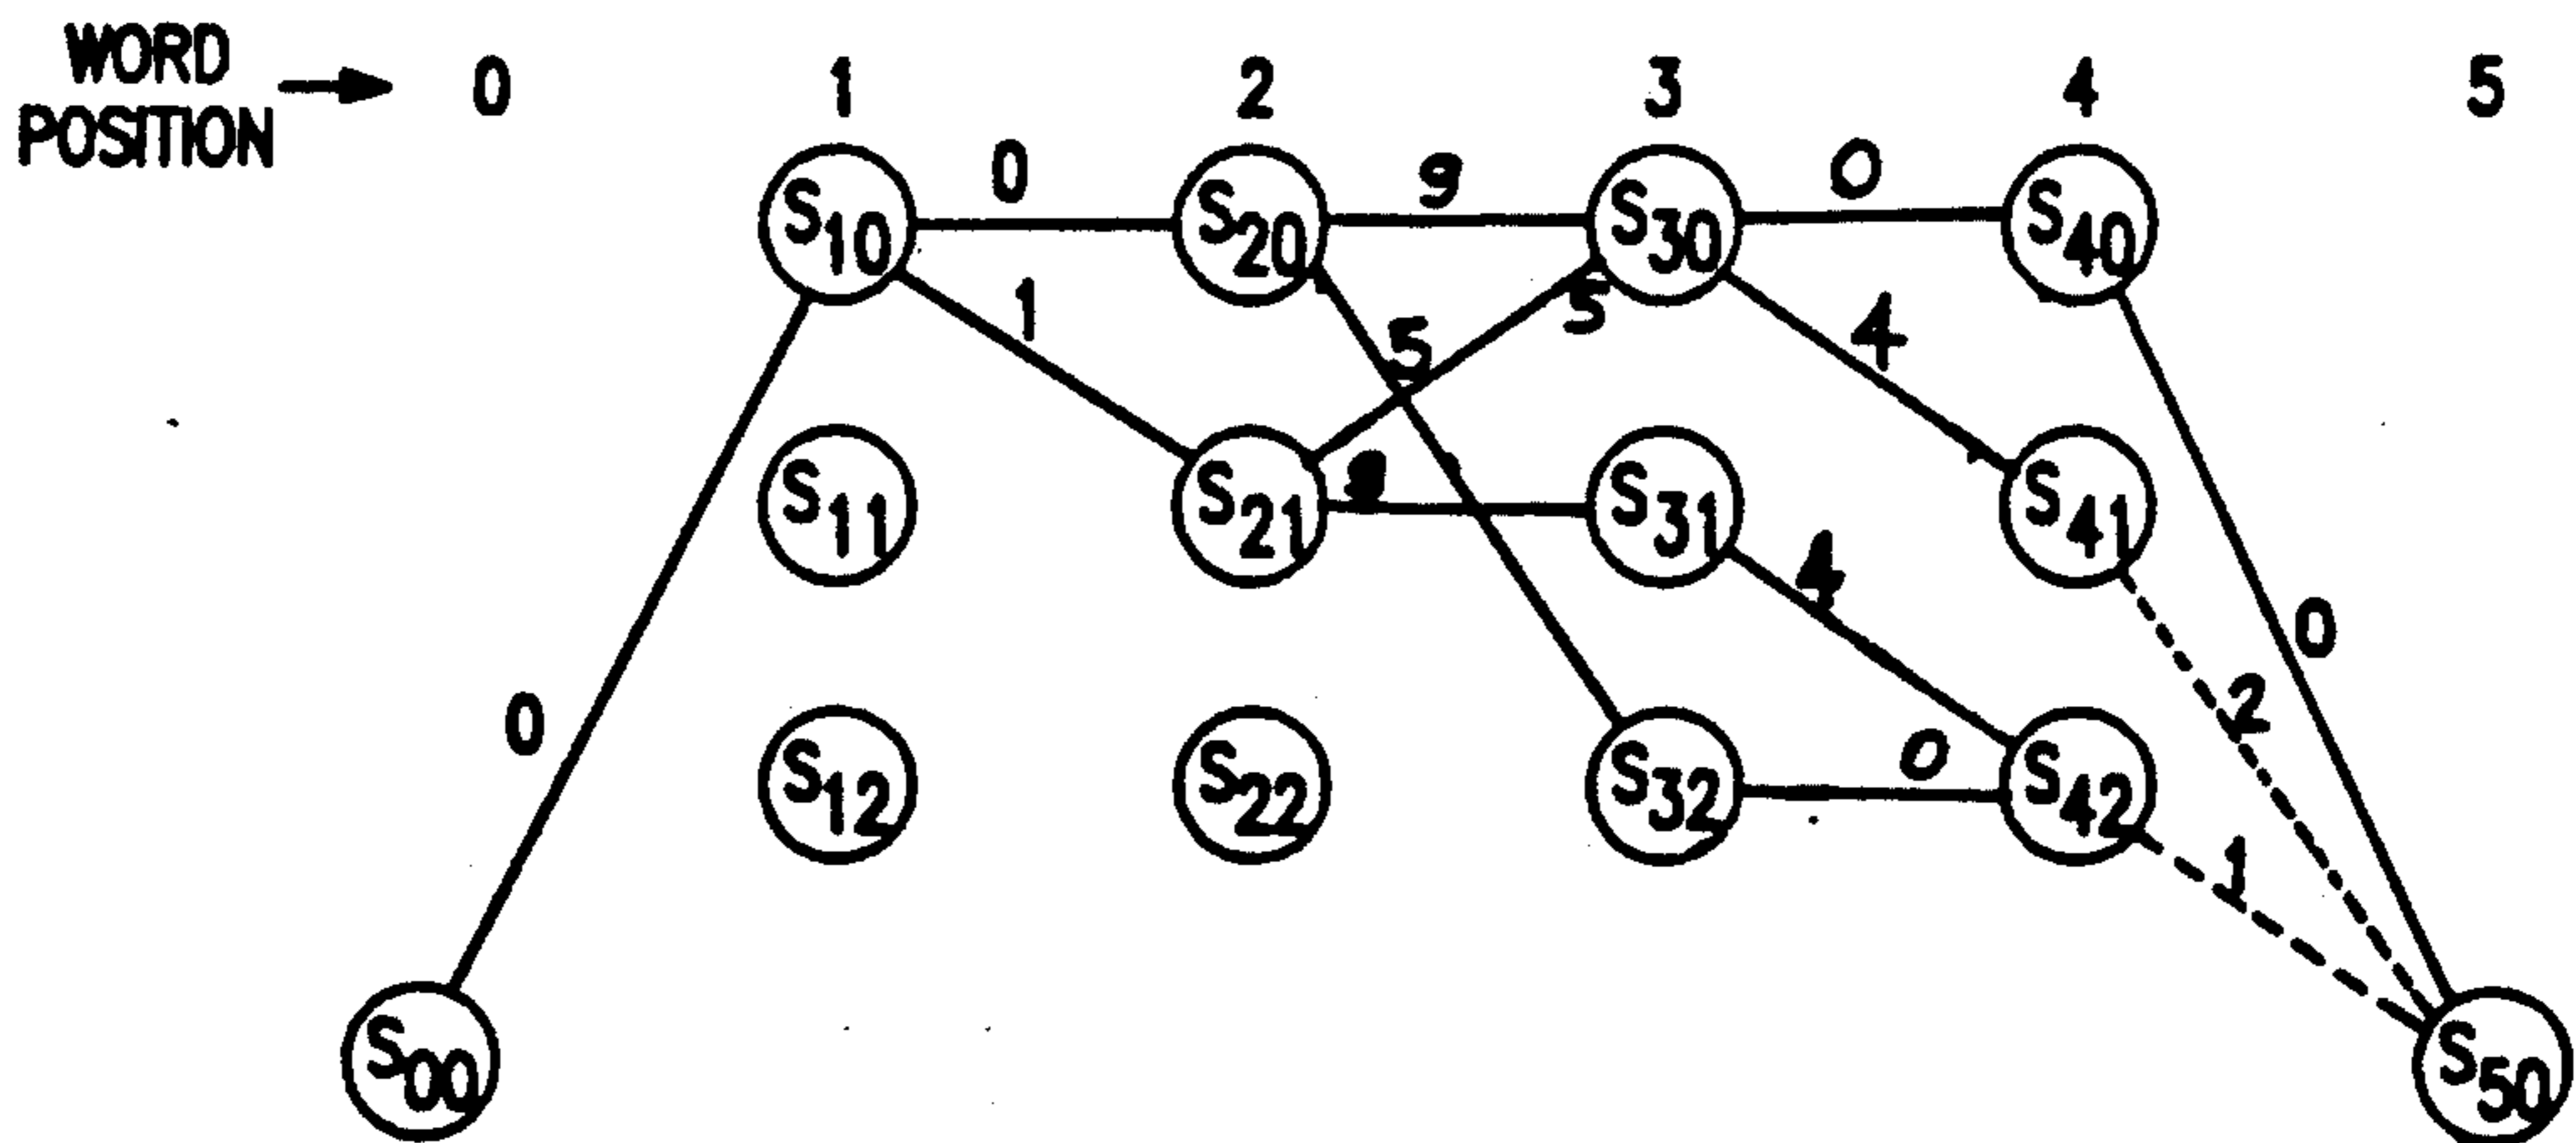 WORD
POSITION → 0 1 2 3 4 5
0 9 0
S10 S20 S30 S40
1 5 5 4
S11 S21 S31 S41
4 0
0 2
S12 S22 S32 0 S42
1
S00 S50